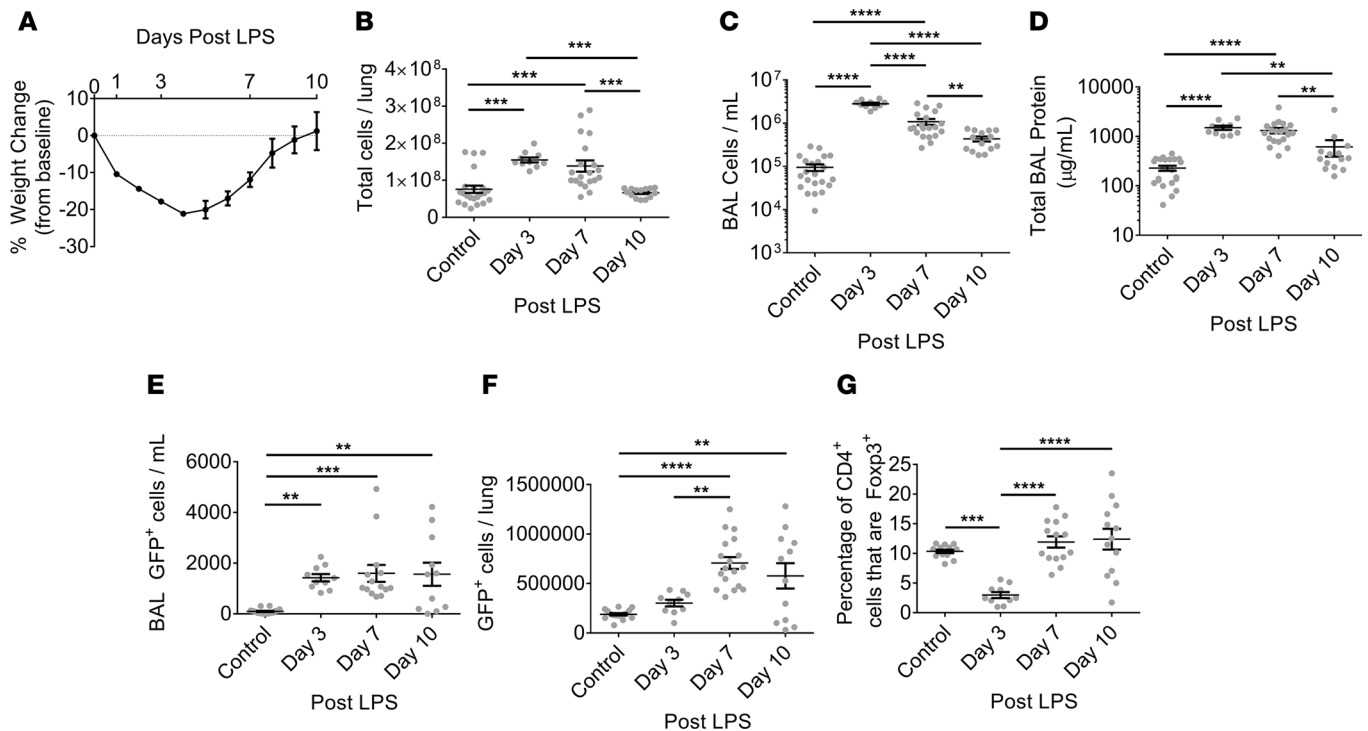 A
Days Post LPS
0 1 3 7 10
% Weight Change
(from baseline)
10
0
-10
-20
-30
B
Total cells / lung
4×10⁸
3×10⁸
2×10⁸
1×10⁸
0
***
***
***
***
Control
Day 3
Day 7
Day 10
Post LPS
C
BAL Cells / mL
10⁷
10⁶
10⁵
10⁴
10³
****
****
****
****
**
Control
Day 3
Day 7
Day 10
Post LPS
D
Total BAL Protein
(µg/mL)
10000
1000
100
10
****
**
****
**
Control
Day 3
Day 7
Day 10
Post LPS
E
BAL GFP⁺ cells / mL
6000
4000
2000
0
**
***
**
Control
Day 3
Day 7
Day 10
Post LPS
F
GFP⁺ cells / lung
1500000
1000000
500000
0
**
****
**
Control
Day 3
Day 7
Day 10
Post LPS
G
Percentage of CD4⁺
cells that are Foxp3⁺
25
20
15
10
5
0
****
****
***
Control
Day 3
Day 7
Day 10
Post LPS